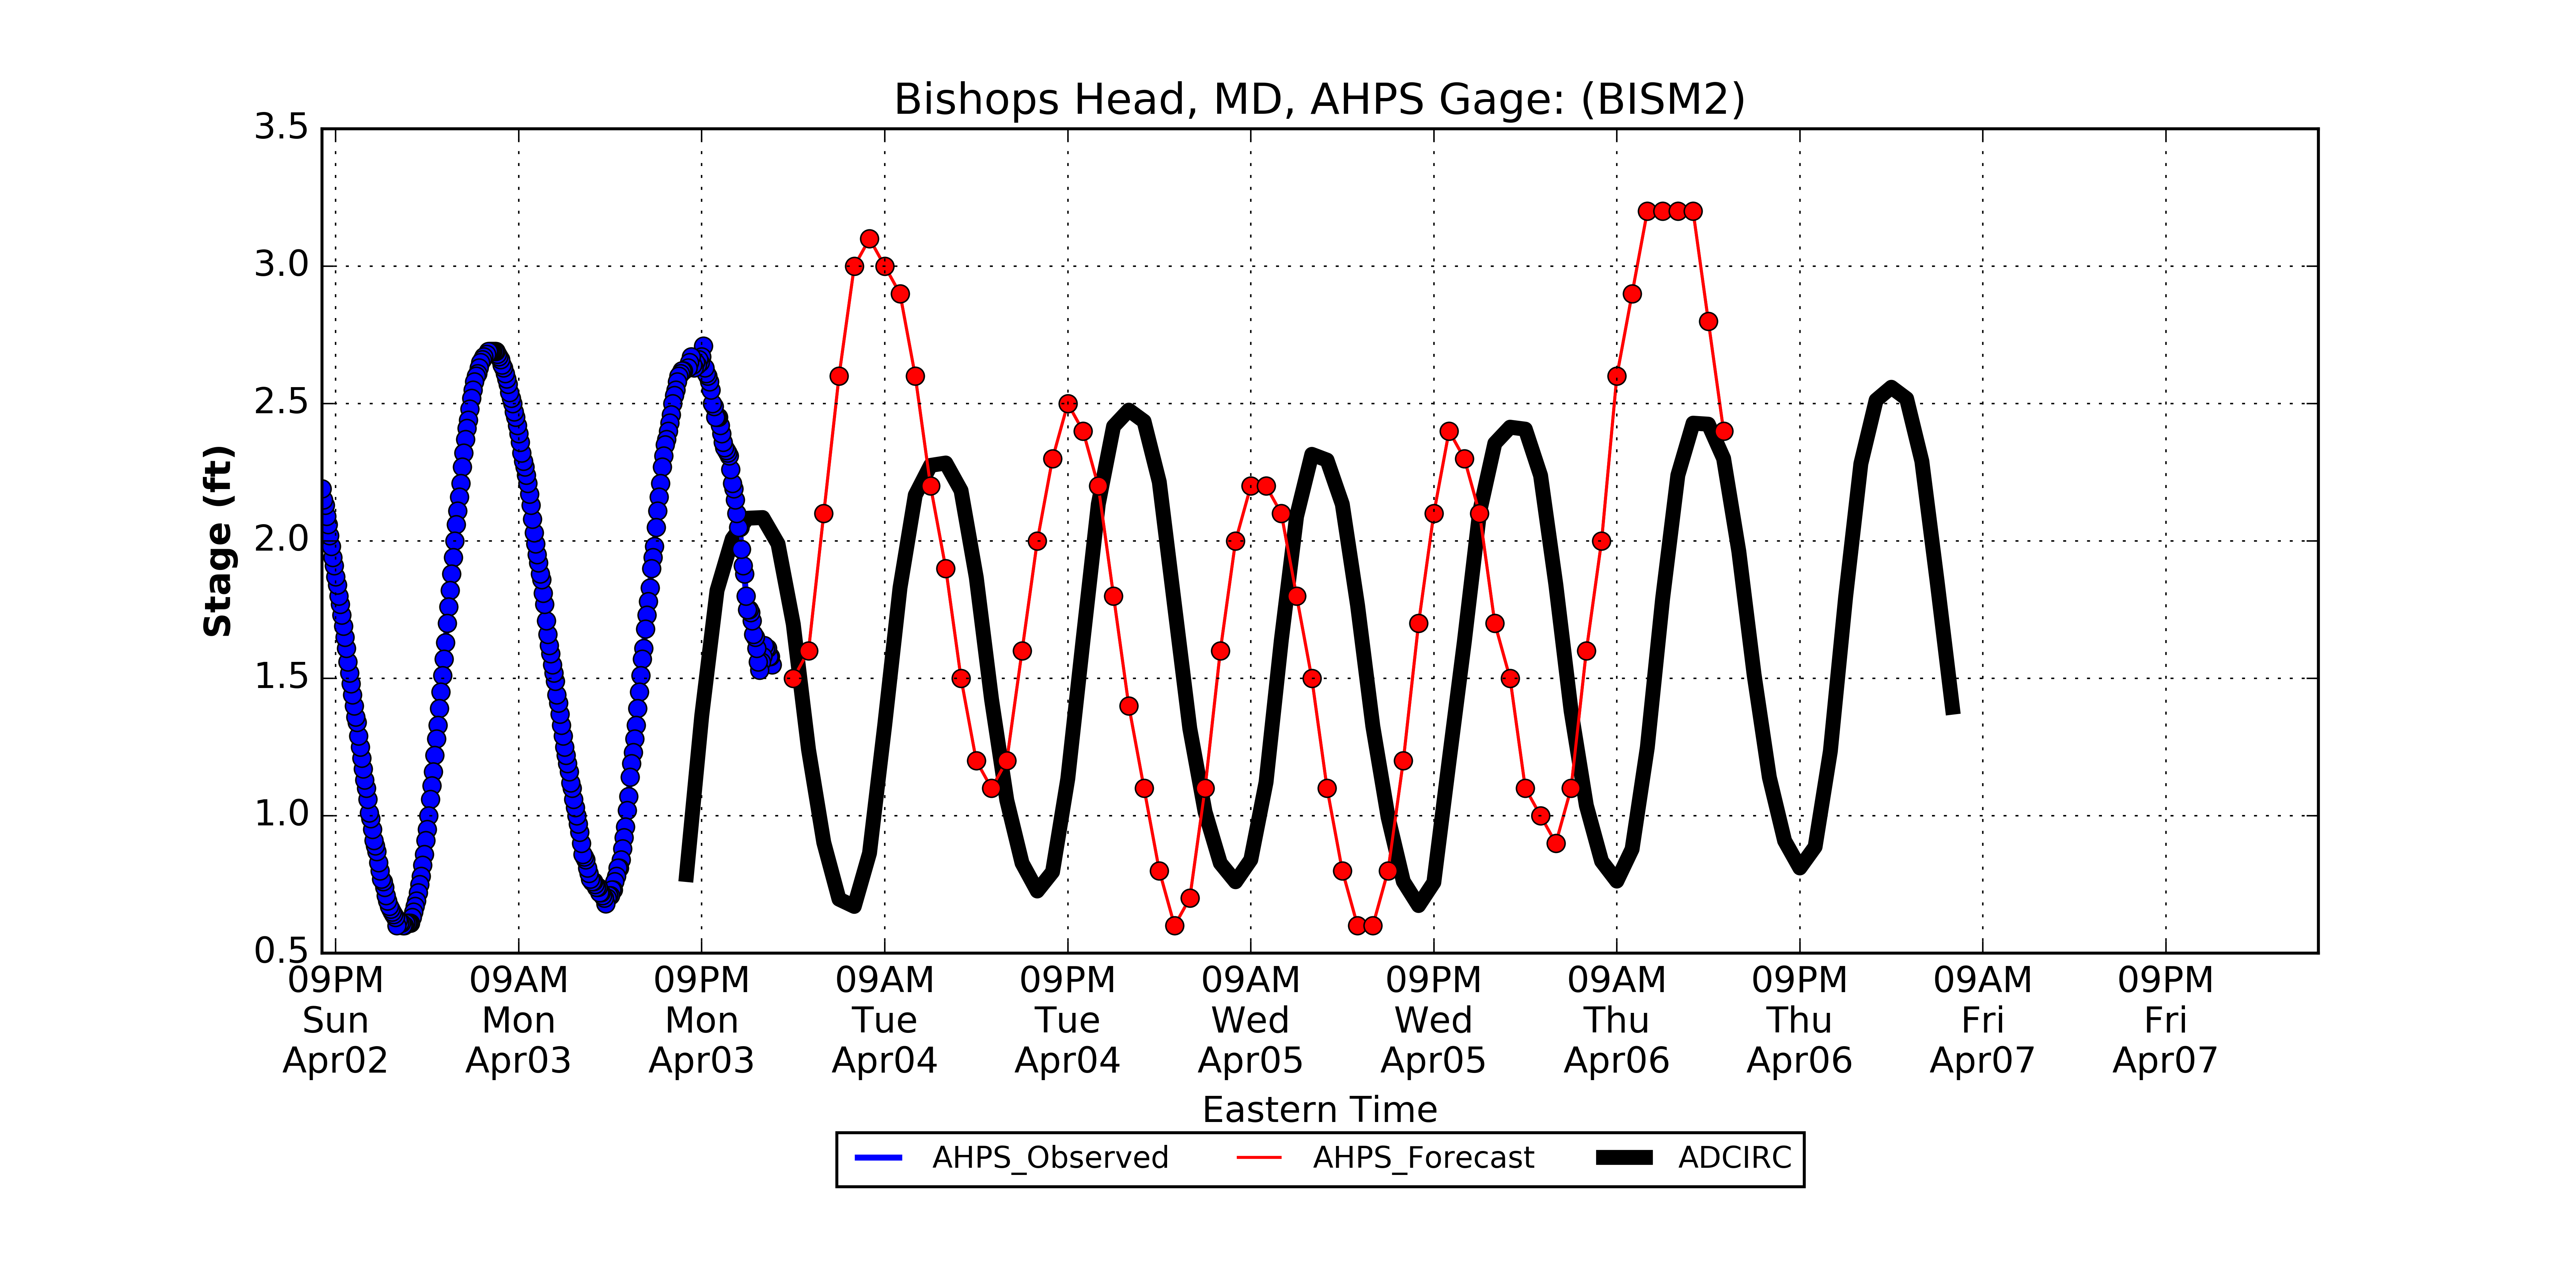 Bishops Head, MD, AHPS Gage: (BISM2)
3.5
3.0
2.5
2.0
1.5
1.0
0.5
Stage (ft)
09PM 09AM 09PM 09AM 09PM 09AM 09PM 09AM 09PM 09AM 09PM
Sun Mon Mon Tue Tue Wed Wed Thu Thu Fri Fri
Apr02 Apr03 Apr03 Apr04 Apr04 Apr05 Apr05 Apr06 Apr06 Apr07 Apr07
Eastern Time
AHPS_Observed AHPS_Forecast ADCIRC